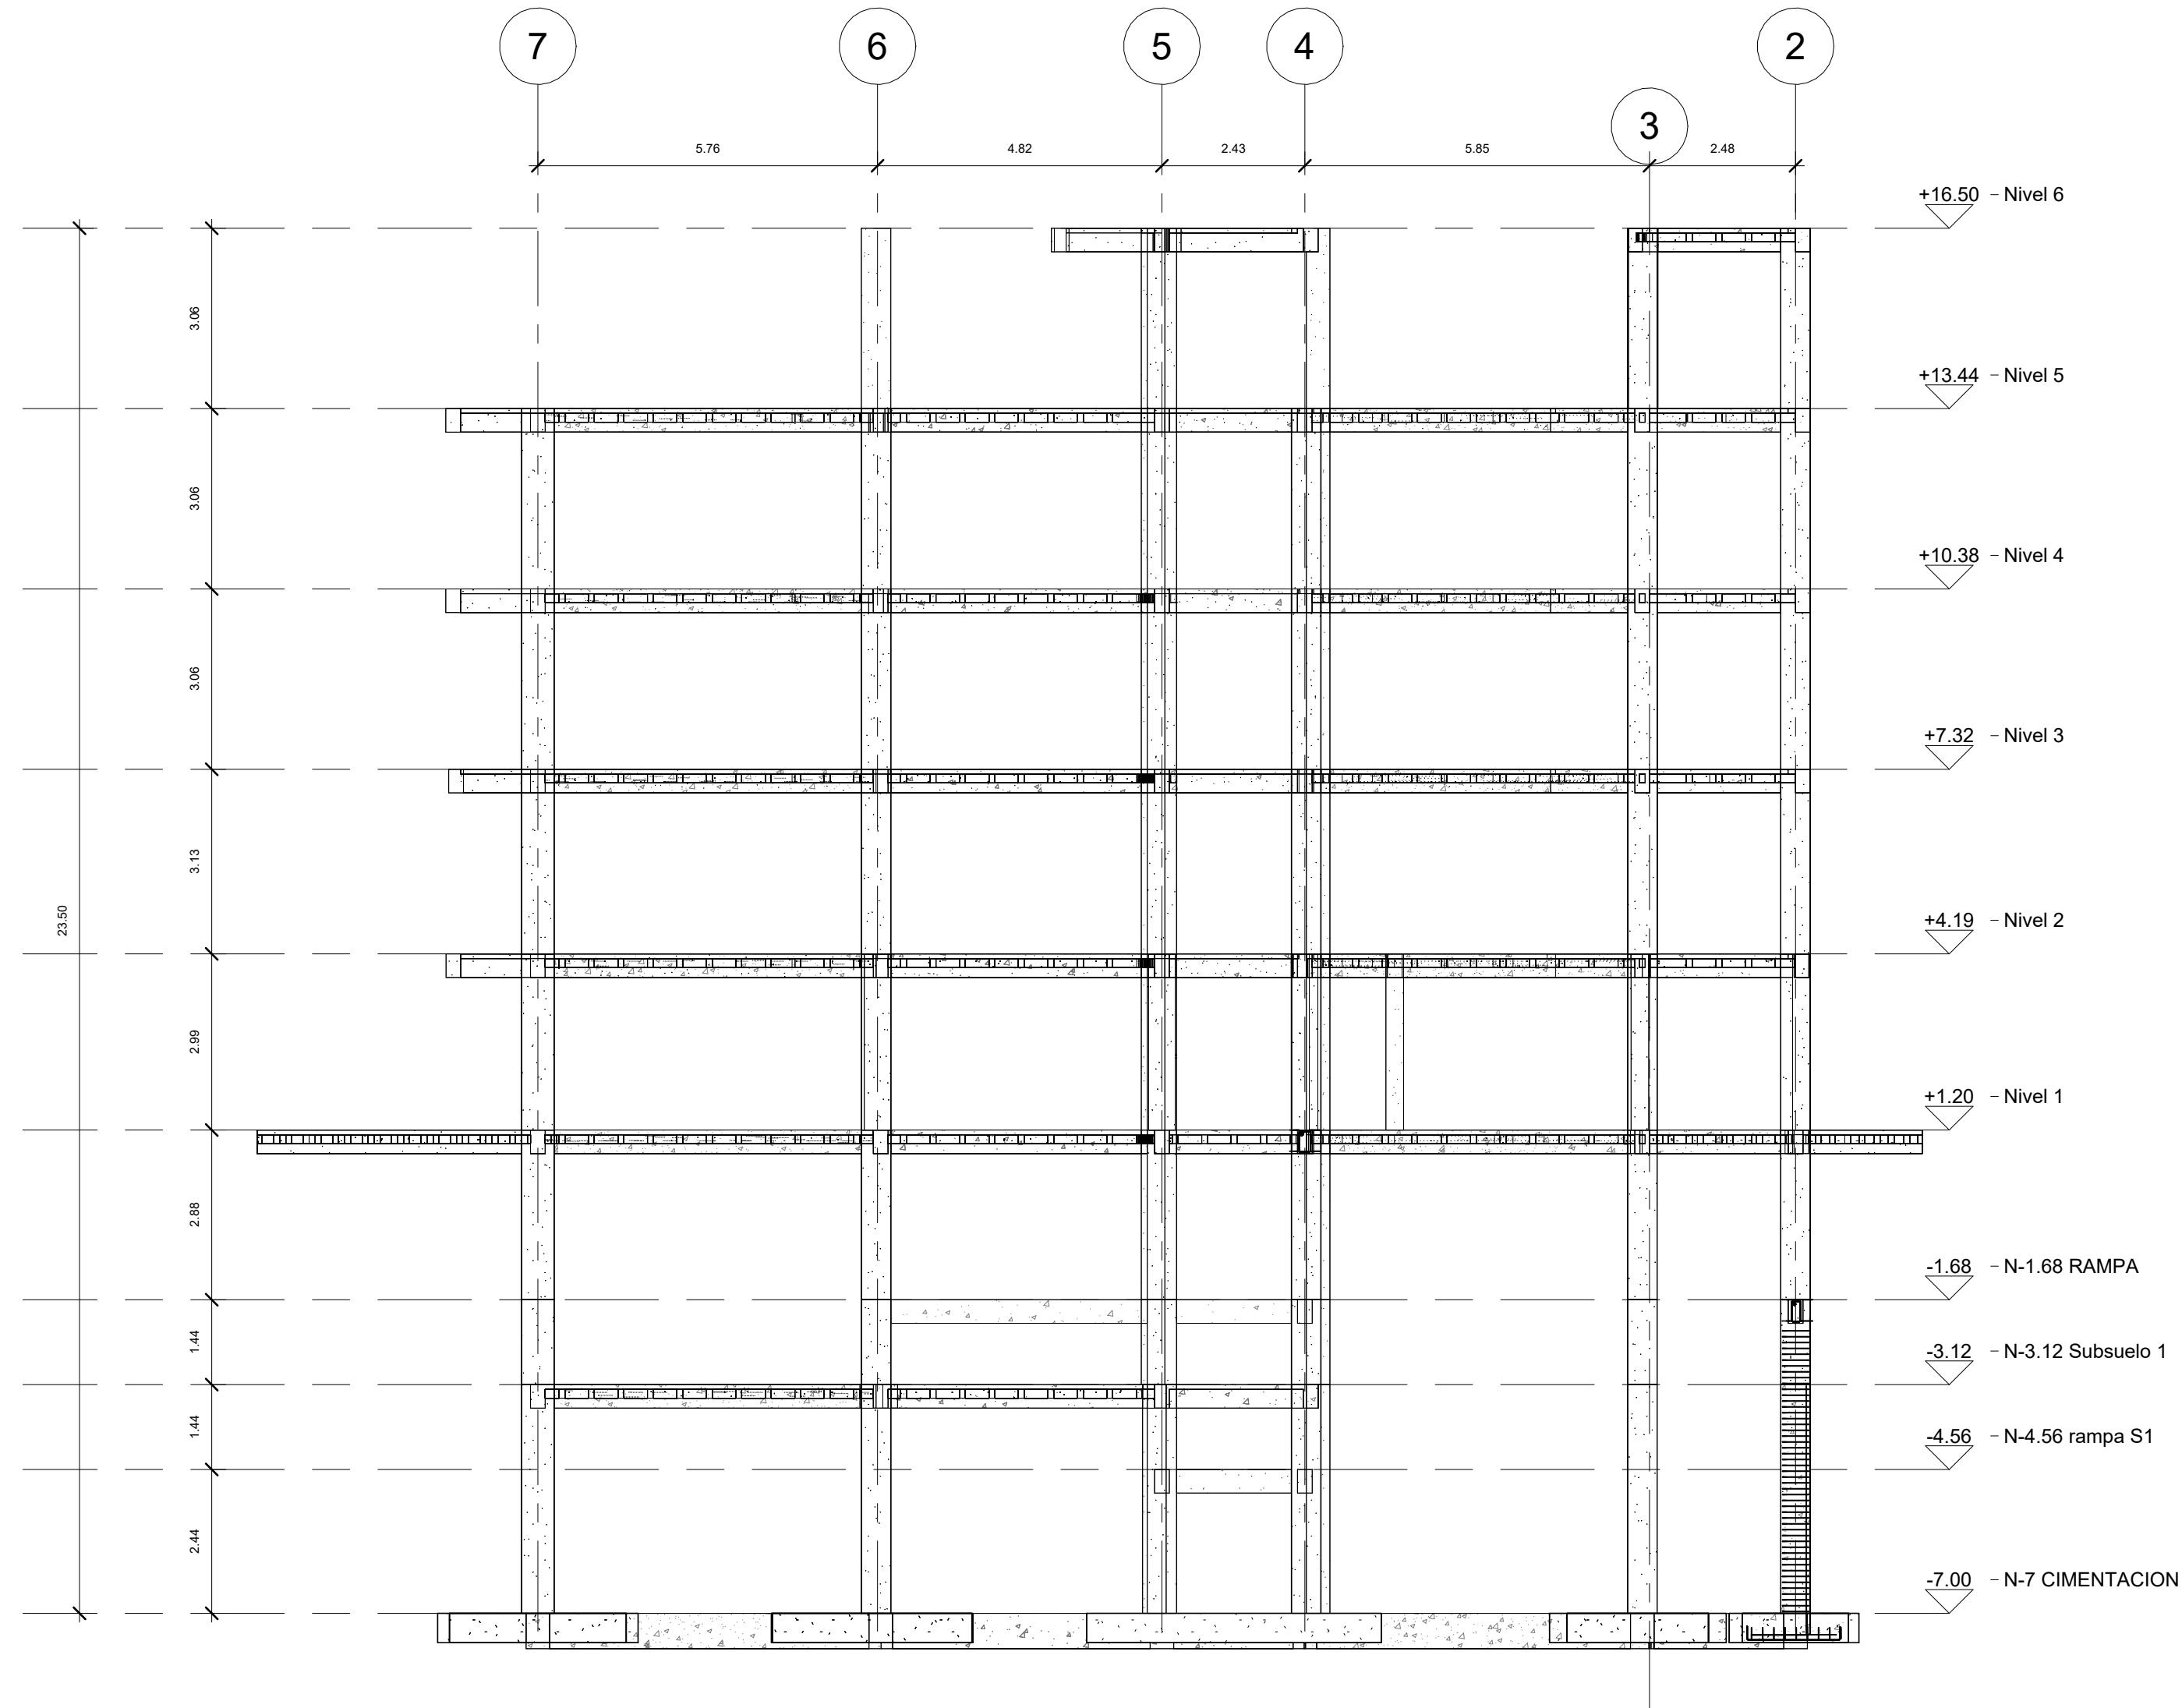 7
6
5
4
2
3
5.76
4.82
2.43
5.85
2.48
+16.50 - Nivel 6
3.06
+13.44 - Nivel 5
3.06
+10.38 - Nivel 4
3.06
+7.32 - Nivel 3
3.13
23.50
+4.19 - Nivel 2
2.99
+1.20 - Nivel 1
2.88
-1.68 - N-1.68 RAMPA
1.44
-3.12 - N-3.12 Subsuelo 1
1.44
-4.56 - N-4.56 rampa S1
2.44
-7.00 - N-7 CIMENTACION